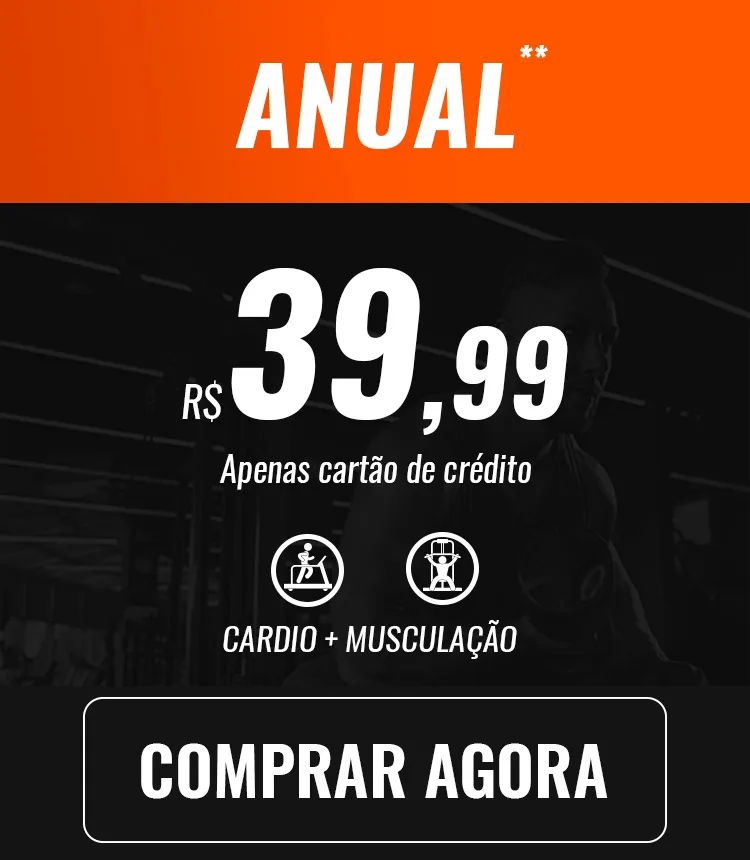 ANUAL**
R$39,99
Apenas cartão de crédito
CARDIO + MUSCULAÇÃO
COMPRAR AGORA